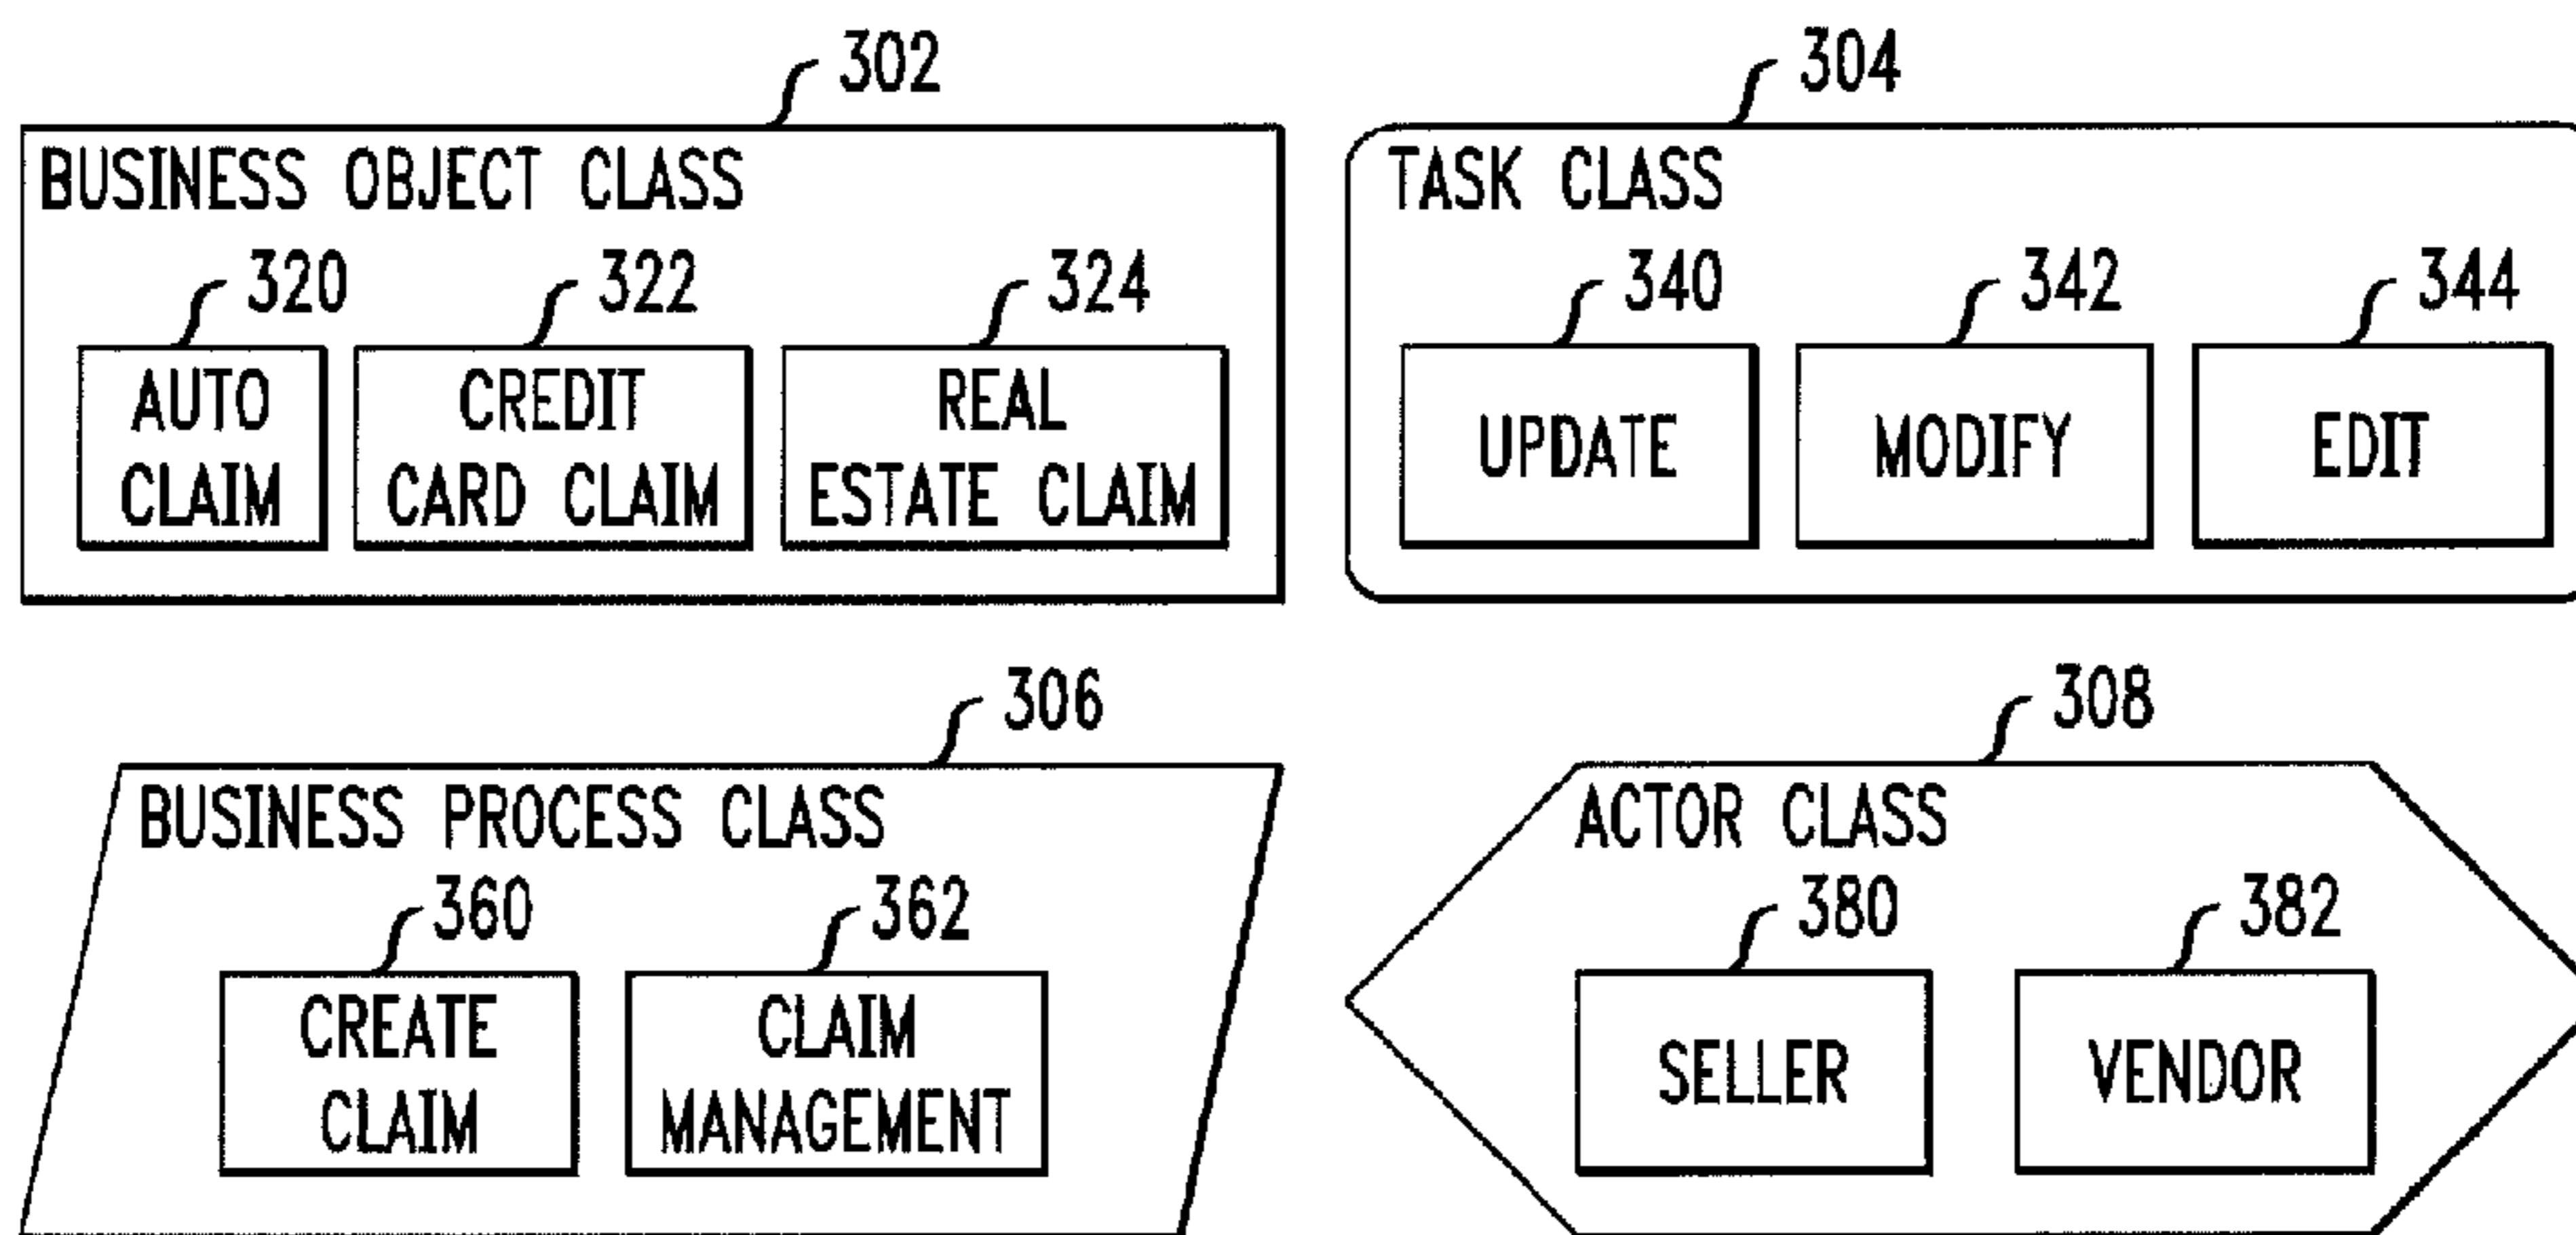 302
BUSINESS OBJECT CLASS
320
322
324
AUTO
CLAIM
CREDIT
CARD CLAIM
REAL
ESTATE CLAIM
304
TASK CLASS
340
342
344
UPDATE
MODIFY
EDIT
306
BUSINESS PROCESS CLASS
360
362
CREATE
CLAIM
CLAIM
MANAGEMENT
308
ACTOR CLASS
380
382
SELLER
VENDOR